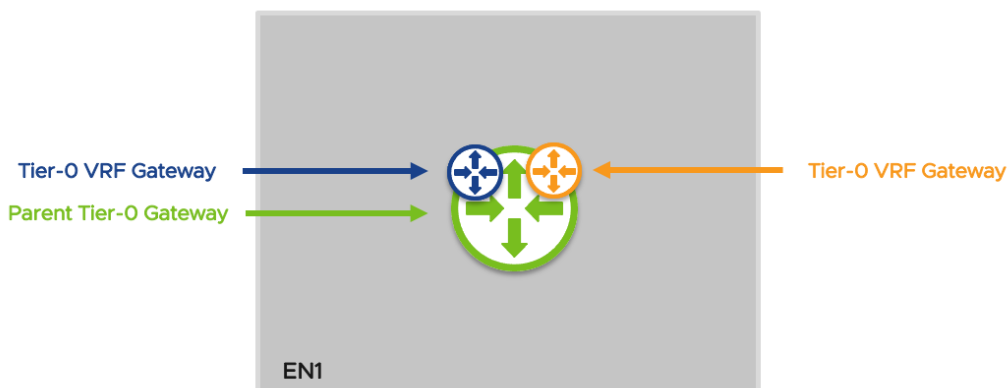 Tier-0 VRF Gateway
Tier-0 VRF Gateway
Parent Tier-0 Gateway
EN1